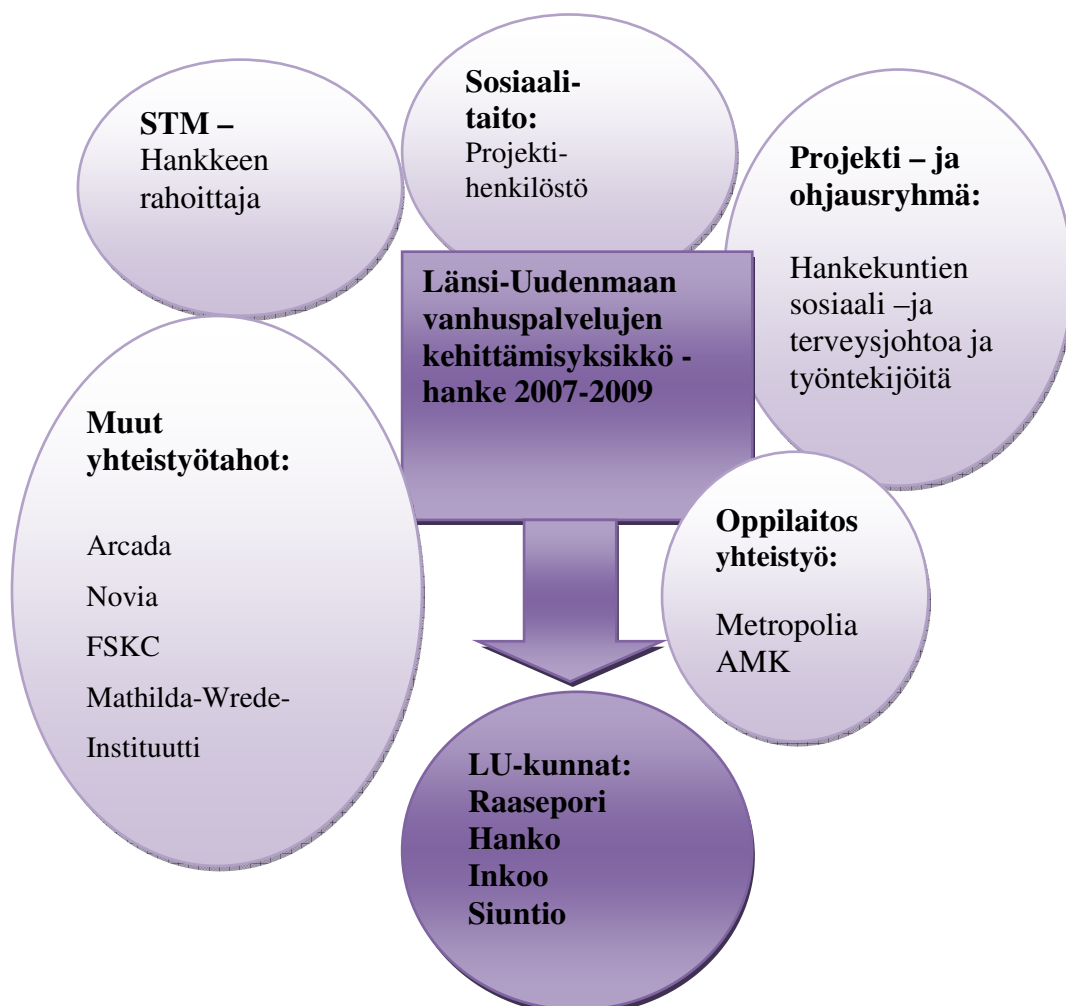 STM –
Hankkeen
rahoittaja
Sosiaali-
taito:
Projekti-
henkilöstö
Projekti – ja
ohjausryhmä:
Hankekuntien
sosiaali –ja
terveysjohtoa ja
työntekijöitä
Länsi-Uudenmaan
vanhuspalvelujen
kehittämisyksikkö -
hanke 2007-2009
Muut
yhteistyötahot:
Arcada
Novia
FSKC
Mathilda-Wrede-
Instituutti
Oppilaitos
yhteistyö:
Metropolia
AMK
LU-kunnat:
Raasepori
Hanko
Inkoo
Siuntio